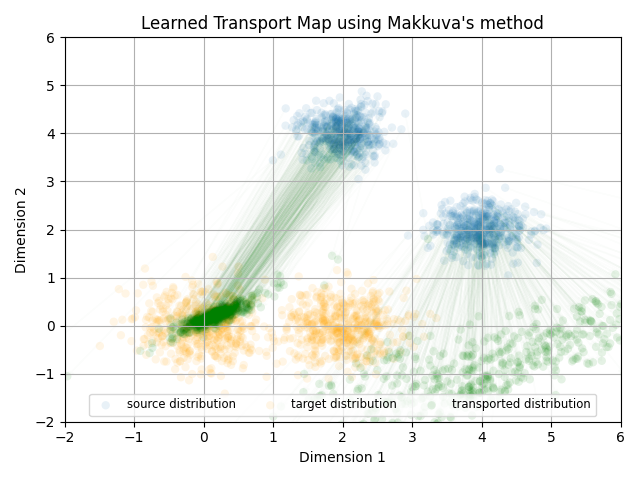 Learned Transport Map using Makkuva's method
6
5
4
3
2
1
0
−1
−2
Dimension 2
source distribution target distribution transported distribution
−2 −1 0 1 2 3 4 5 6
Dimension 1